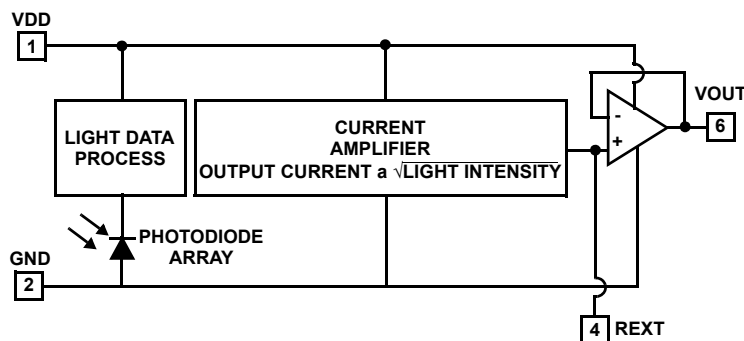 VDD
1
LIGHT DATA
PROCESS
CURRENT
AMPLIFIER
OUTPUT CURRENT a √LIGHT INTENSITY
-
+
VOUT
6
PHOTODIODE
ARRAY
GND
2
4
REXT